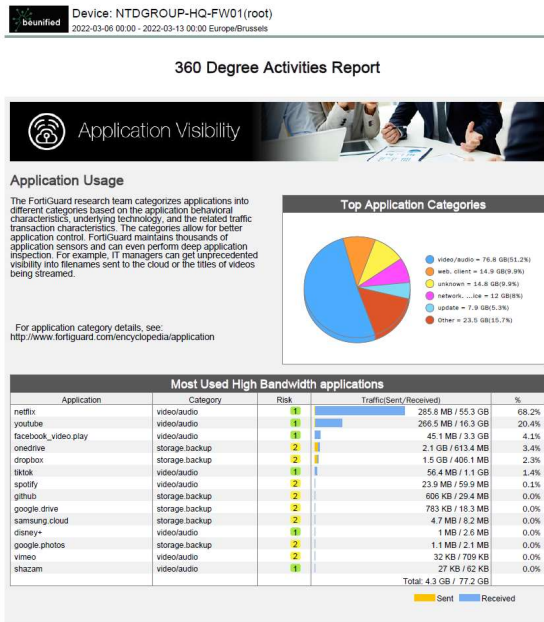 beunified
Device: NTDGROUP-HQ-FW01(root)
2022-03-06 00:00 - 2022-03-13 00:00 Europe/Brussels
360 Degree Activities Report
Application Visibility
Application Usage
The FortiGuard research team categorizes applications into
different categories based on the application behavioral
characteristics, underlying technology, and the related traffic
transaction characteristics. The categories allow for better
application control. FortiGuard maintains thousands of
application sensors and can even perform deep application
inspection. For example, IT managers can get unprecedented
visibility into filenames sent to the cloud or the titles of videos
being streamed.
For application category details, see:
http://www.fortiguard.com/encyclopedia/application
Top Application Categories
video/audio = 76.8 GB(51.2%)
web. client = 14.9 GB(9.9%)
unknown = 14.8 GB(9.9%)
network. ...ice = 12 GB(8%)
update = 7.9 GB(5.3%)
Other = 23.5 GB(15.7%)
Most Used High Bandwidth applications
Application Category Risk Traffic(Sent/Received) %
netflix video/audio 1 285.8 MB / 55.3 GB 68.2%
youtube video/audio 1 266.5 MB / 16.3 GB 20.4%
facebook_video.play video/audio 1 45.1 MB / 3.3 GB 4.1%
onedrive storage.backup 2 2.1 GB / 613.4 MB 3.4%
dropbox storage.backup 2 1.5 GB / 406.1 MB 2.3%
tiktok video/audio 1 56.4 MB / 1.1 GB 1.4%
spotify video/audio 2 23.9 MB / 59.9 MB 0.1%
github storage.backup 2 606 KB / 29.4 MB 0.0%
google.drive storage.backup 2 783 KB / 18.3 MB 0.0%
samsung.cloud storage.backup 2 4.7 MB / 8.2 MB 0.0%
disney+ video/audio 1 1 MB / 2.6 MB 0.0%
google.photos storage.backup 2 1.1 MB / 2.1 MB 0.0%
vimeo video/audio 2 32 KB / 709 KB 0.0%
shazam video/audio 1 27 KB / 62 KB 0.0%
Total: 4.3 GB / 77.2 GB
Sent Received